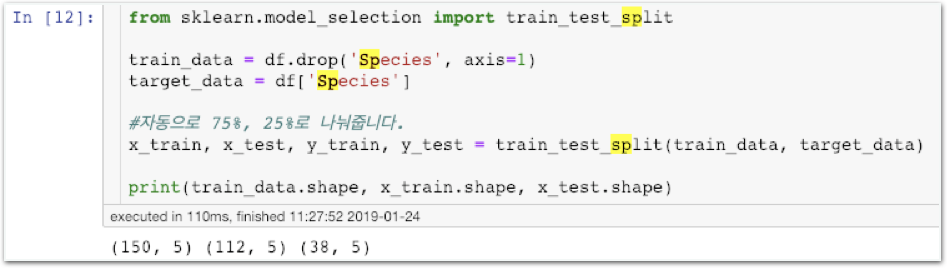 In [12]: from sklearn.model_selection import train_test_split
train_data = df.drop('Species', axis=1)
target_data = df['Species']
#자동으로 75%, 25%로 나눠줍니다.
x_train, x_test, y_train, y_test = train_test_split(train_data, target_data)
print(train_data.shape, x_train.shape, x_test.shape)
executed in 110ms, finished 11:27:52 2019-01-24
(150, 5) (112, 5) (38, 5)